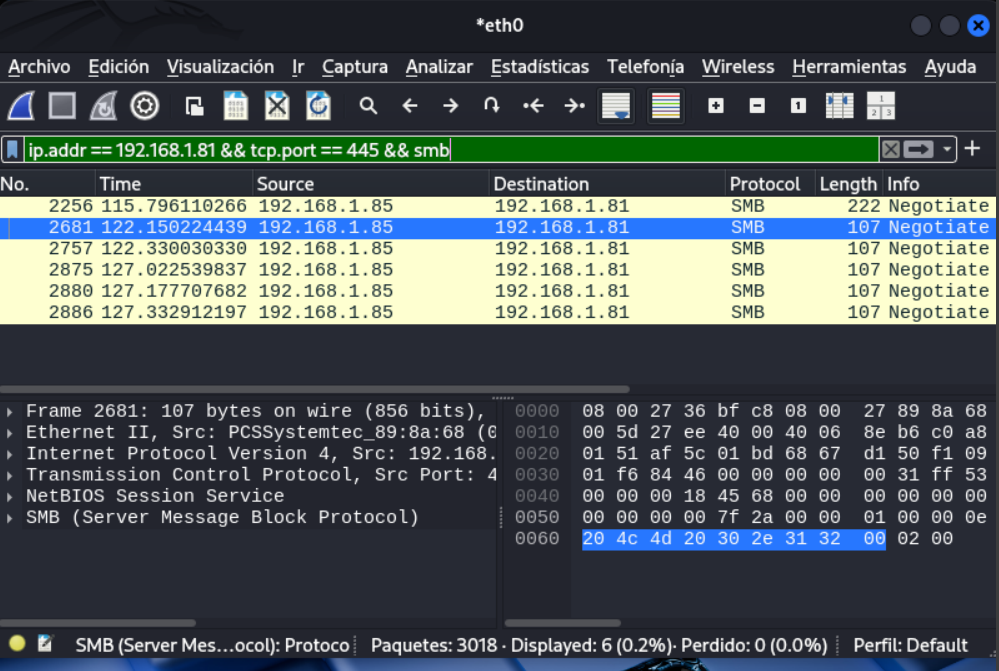 *eth0
Archivo Edición Visualización Ir Captura Analizar Estadísticas Telefonía Wireless Herramientas Ayuda
ip.addr == 192.168.1.81 && tcp.port == 445 && smb
No. Time Source Destination Protocol Length Info
2256 115.796110266 192.168.1.85 192.168.1.81 SMB 222 Negotiate
2681 122.150224439 192.168.1.85 192.168.1.81 SMB 107 Negotiate
2757 122.330030330 192.168.1.85 192.168.1.81 SMB 107 Negotiate
2875 127.022539837 192.168.1.85 192.168.1.81 SMB 107 Negotiate
2880 127.177707682 192.168.1.85 192.168.1.81 SMB 107 Negotiate
2886 127.332912197 192.168.1.85 192.168.1.81 SMB 107 Negotiate
Frame 2681: 107 bytes on wire (856 bits),
Ethernet II, Src: PCSSystemtec_89:8a:68 (0
Internet Protocol Version 4, Src: 192.168.
Transmission Control Protocol, Src Port: 4
NetBIOS Session Service
SMB (Server Message Block Protocol)
0000 08 00 27 36 bf c8 08 00 27 89 8a 68
0010 00 5d 27 ee 40 00 40 06 8e b6 c0 a8
0020 01 51 af 5c 01 bd 68 67 d1 50 f1 09
0030 01 f6 84 46 00 00 00 00 00 31 ff 53
0040 00 00 00 18 45 68 00 00 00 00 00 00
0050 00 00 00 00 7f 2a 00 00 01 00 00 0e
0060 20 4c 4d 20 30 2e 31 32 00 02 00
SMB (Server Mes...ocol): Protoco Paquetes: 3018 · Displayed: 6 (0.2%)· Perdido: 0 (0.0%) Perfil: Default